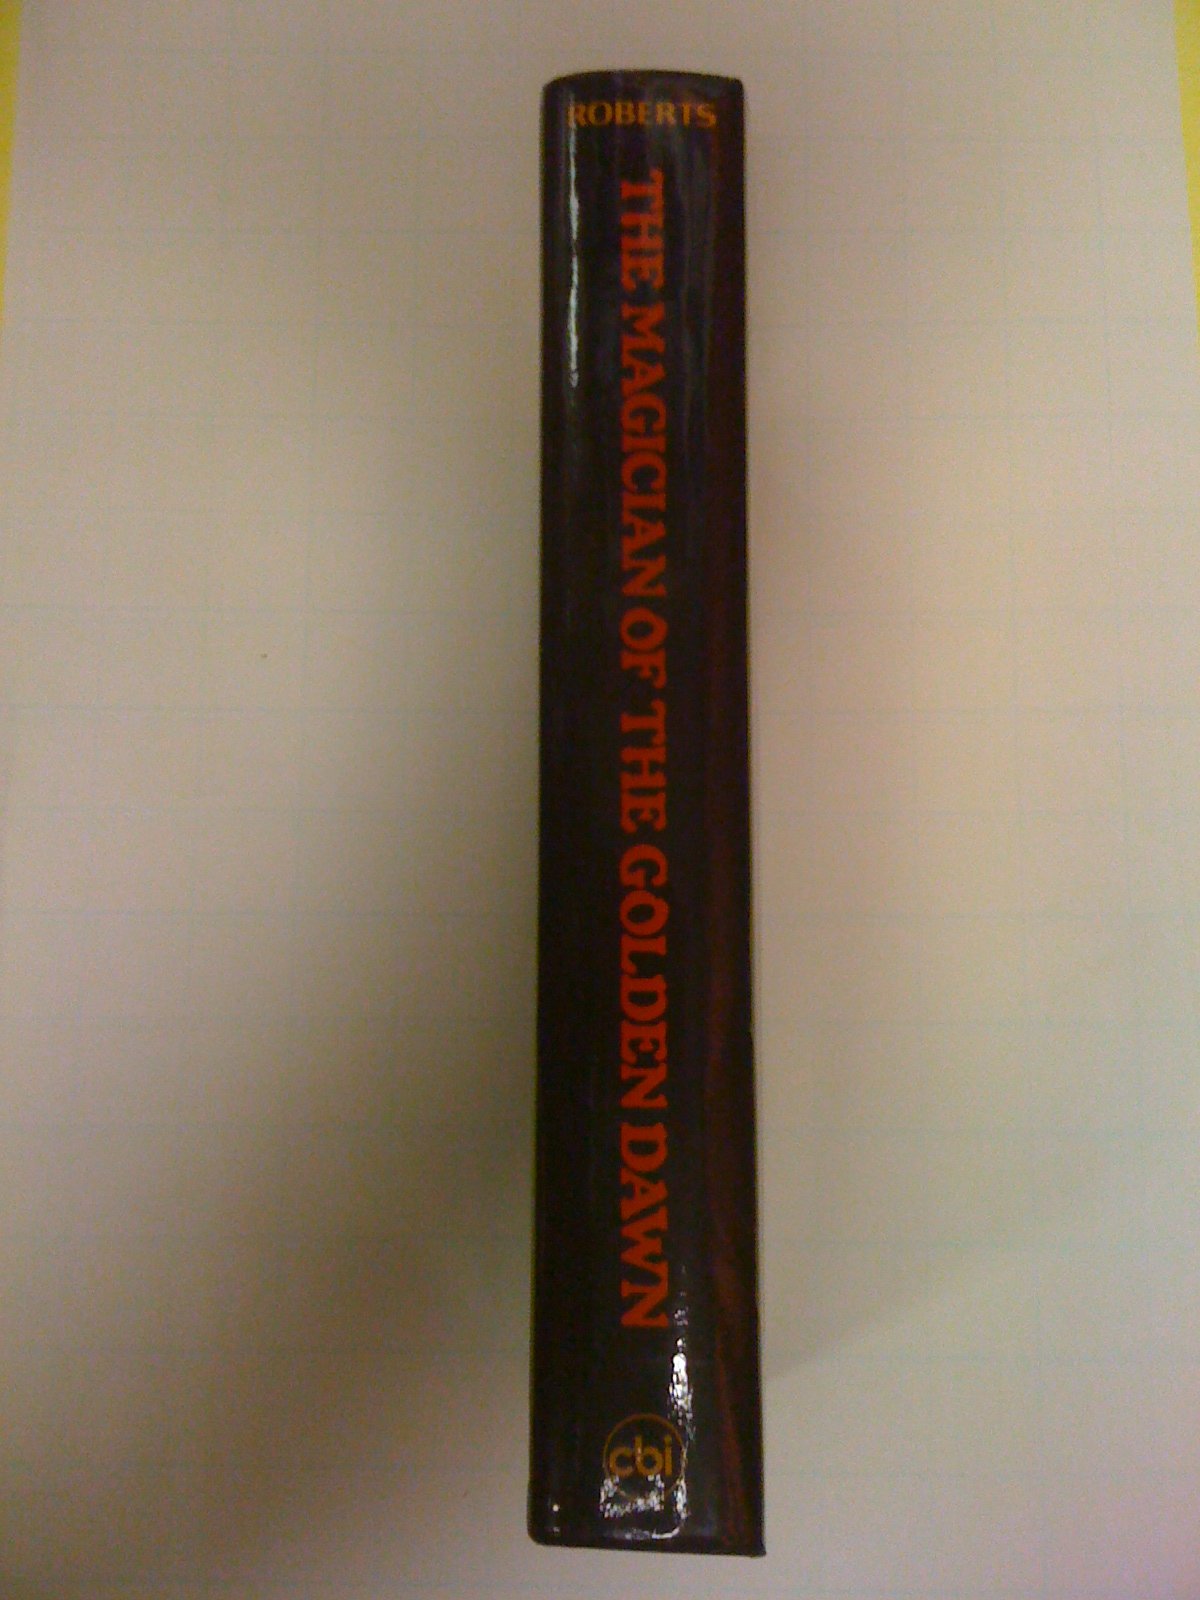 ROBERTS
THE MAGICIAN OF THE GOLDEN DAWN
cbi